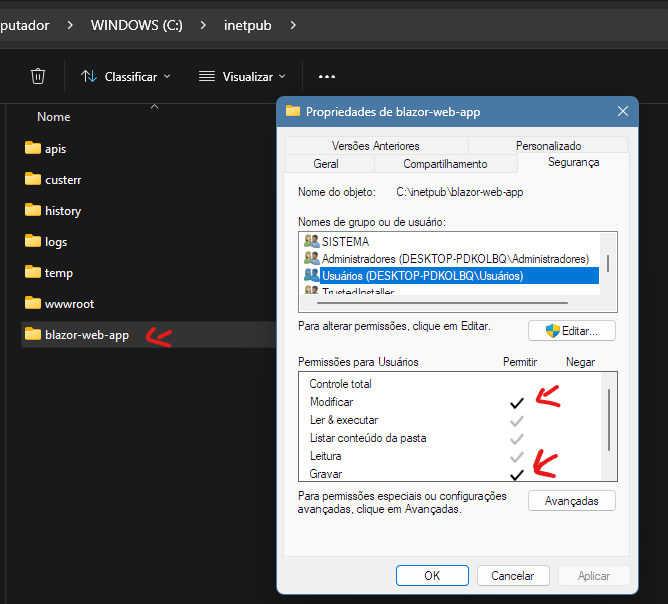 putador > WINDOWS (C:) > inetpub >
Classificar
Visualizar
Nome
apis
custerr
history
logs
temp
wwwroot
blazor-web-app
Propriedades de blazor-web-app
Versões Anteriores
Personalizado
Geral
Compartilhamento
Segurança
Nome do objeto: C:\inetpub\blazor-web-app
Nomes de grupo ou de usuário:
SISTEMA
Administradores (DESKTOP-PDKOLBQ\Administradores)
Usuários (DESKTOP-PDKOLBQ\Usuários)
TrustedInstaller
Para alterar permissões, clique em Editar.
Editar...
Permissões para Usuários Permitir Negar
Controle total
Modificar
Ler & executar
Listar conteúdo da pasta
Leitura
Gravar
Para permissões especiais ou configurações
avançadas, clique em Avançadas.
Avançadas
OK
Cancelar
Aplicar